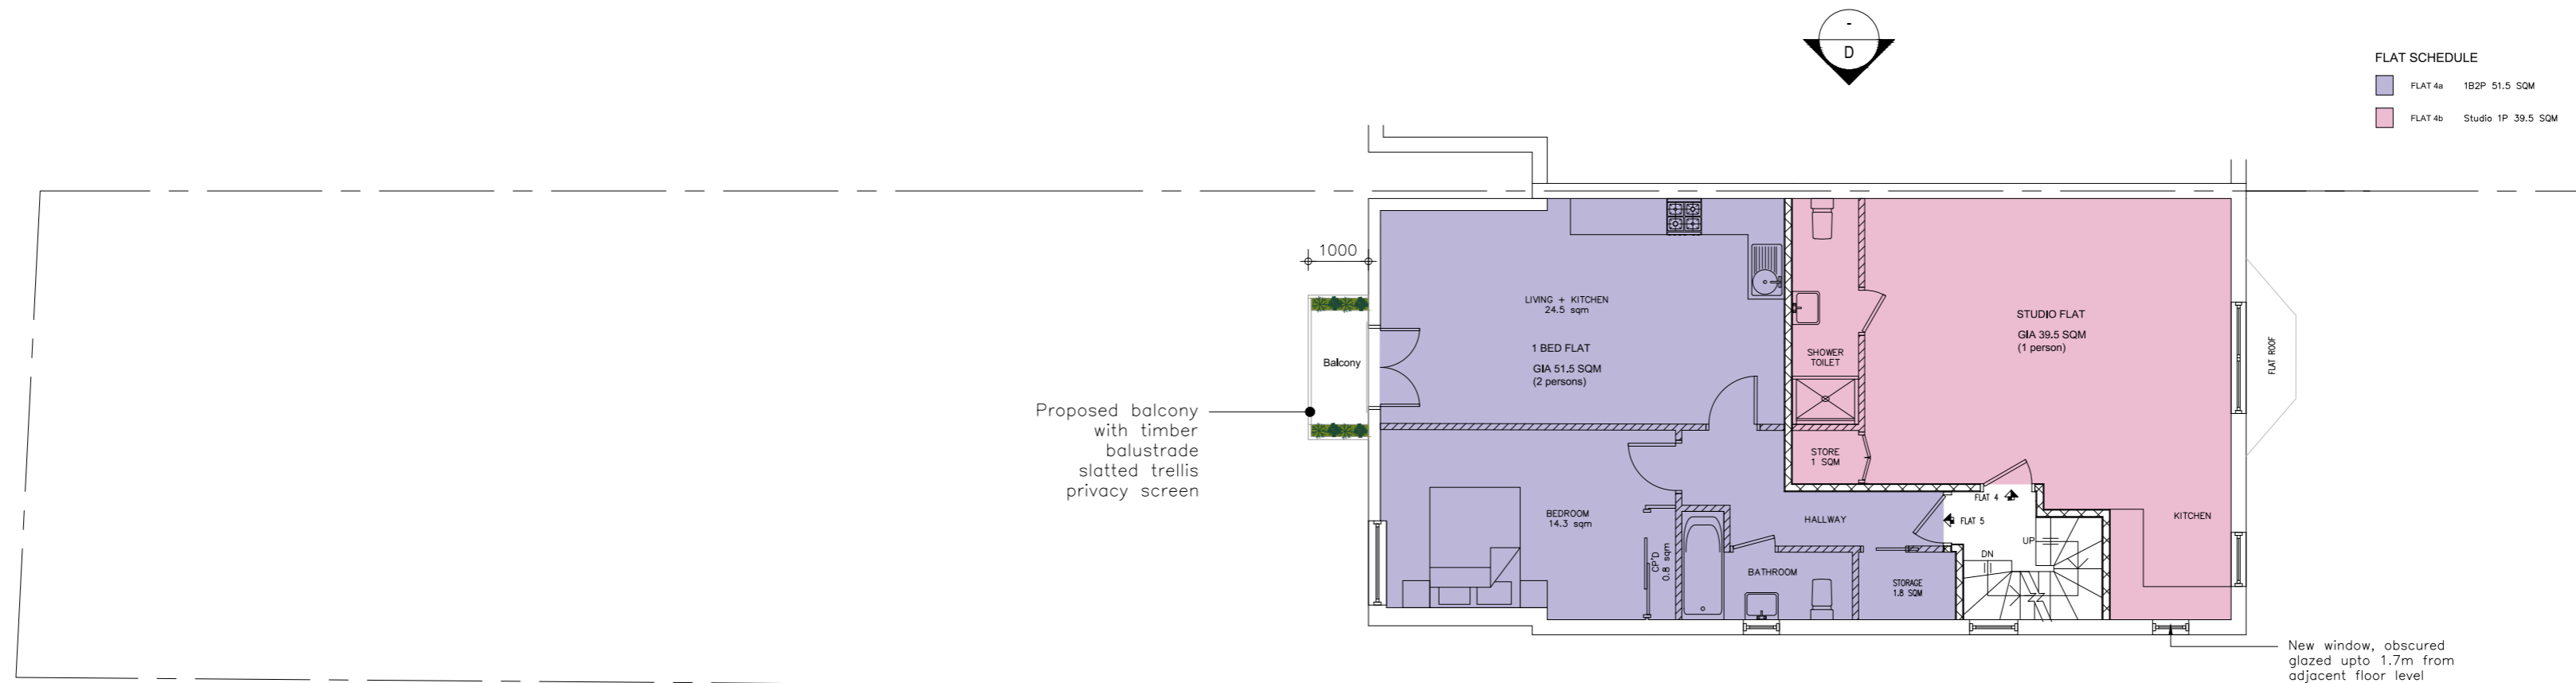 -
D
FLAT SCHEDULE
FLAT 4a 1B2P 51.5 SQM
FLAT 4b Studio 1P 39.5 SQM
1000
LIVING + KITCHEN
24.5 sqm
1 BED FLAT
GIA 51.5 SQM
(2 persons)
Balcony
Proposed balcony
with timber
balustrade
slatted trellis
privacy screen
SHOWER
TOILET
STUDIO FLAT
GIA 39.5 SQM
(1 person)
FLAT ROOF
STORE
1 SQM
BEDROOM
14.3 sqm
CP'D
0.8 sqm
HALLWAY
FLAT 4
FLAT 5
KITCHEN
UP
DN
BATHROOM
STORAGE
1.8 SQM
New window, obscured
glazed upto 1.7m from
adjacent floor level